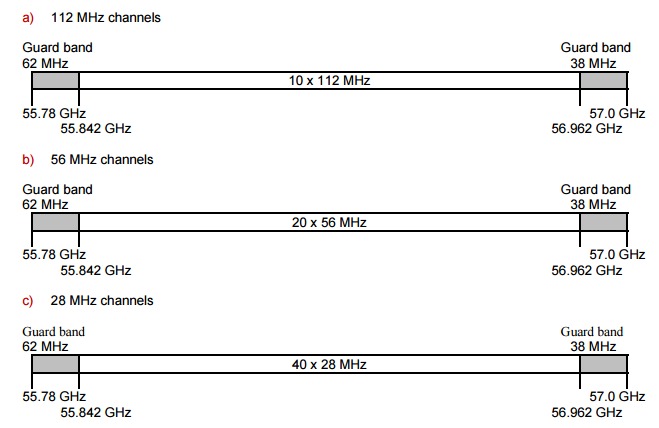 a) 112 MHz channels
Guard band Guard band
62 MHz 38 MHz
10 x 112 MHz
55.78 GHz 57.0 GHz
55.842 GHz 56.962 GHz
b) 56 MHz channels
Guard band Guard band
62 MHz 38 MHz
20 x 56 MHz
55.78 GHz 57.0 GHz
55.842 GHz 56.962 GHz
c) 28 MHz channels
Guard band Guard band
62 MHz 38 MHz
40 x 28 MHz
55.78 GHz 57.0 GHz
55.842 GHz 56.962 GHz